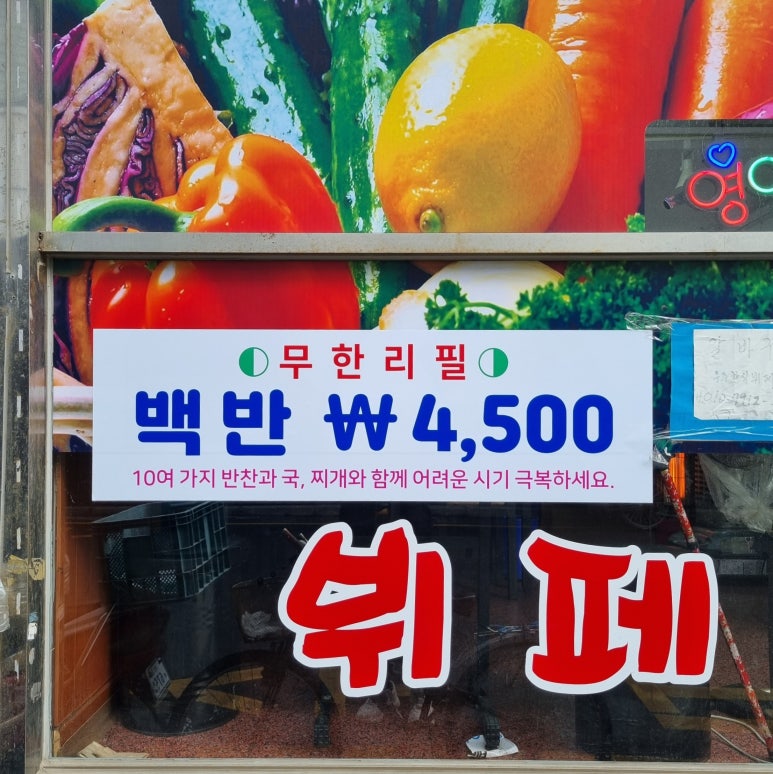 영
무한리필
백반 ₩4,500
10여 가지 반찬과 국, 찌개와 함께 어려운 시기 극복하세요.
뷔페